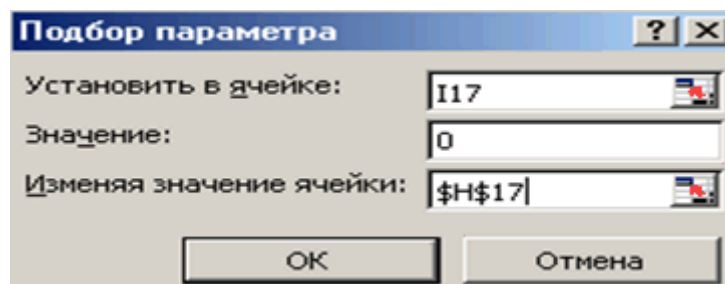 Подбор параметра
Установить в ячейке: I17
Значение: 0
Изменяя значение ячейки: $H$17
ОК Отмена